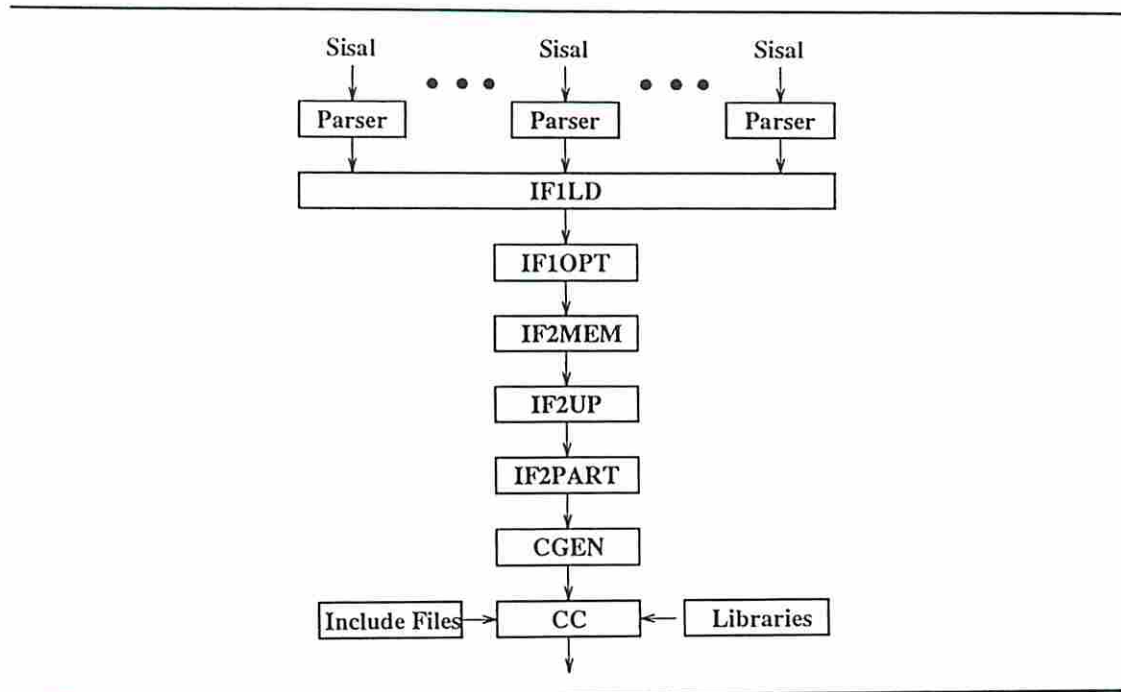 Sisal Sisal Sisal
Parser Parser Parser
IF1LD
IF1OPT
IF2MEM
IF2UP
IF2PART
CGEN
Include Files CC Libraries